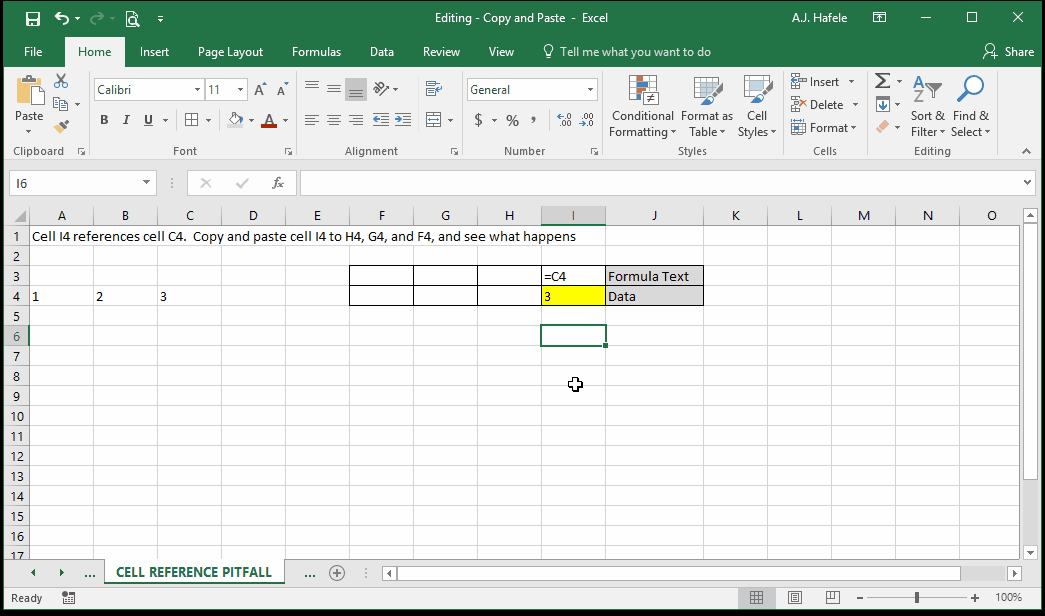 Editing - Copy and Paste - Excel
A.J. Hafele
File Home Insert Page Layout Formulas Data Review View Tell me what you want to do Share
Paste
Calibri 11
A A
B I U A
General
$ % ,
.0 .00
.00 .0
Conditional Formatting
Format as Table
Cell Styles
Insert
Delete
Format
Σ
A Z
Sort & Filter
Find & Select
Clipboard Font Alignment Number Styles Cells Editing
I6 fx
A B C D E F G H I J K L M N O
1 Cell I4 references cell C4.  Copy and paste cell I4 to H4, G4, and F4, and see what happens
2
3 =C4 Formula Text
4 1 2 3 3 Data
5
6
7
8
9
10
11
12
13
14
15
16
17
... CELL REFERENCE PITFALL ...
Ready 100%